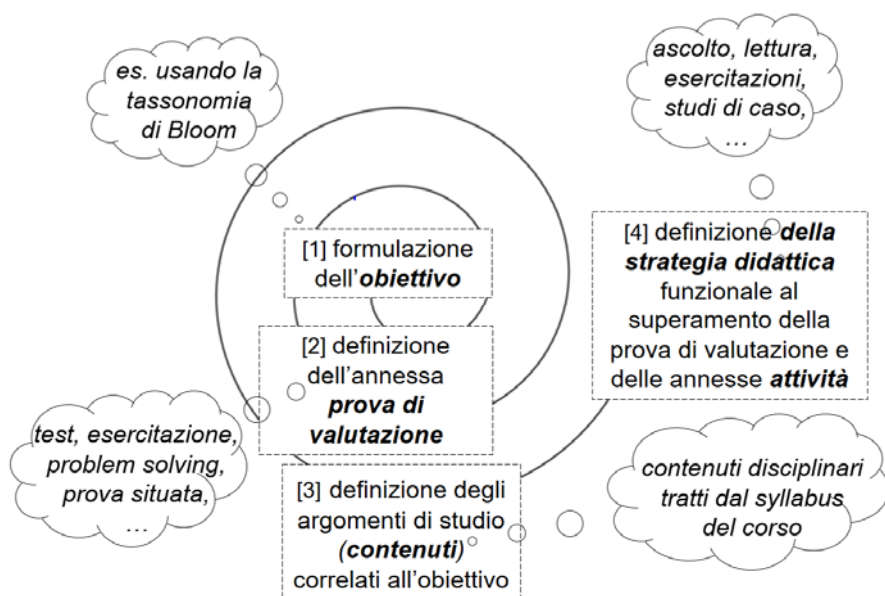 es. usando la
tassonomia
di Bloom
ascolto, lettura,
esercitazioni,
studi di caso,
...
[1] formulazione
dell'obiettivo
[4] definizione della
strategia didattica
funzionale al
superamento della
prova di valutazione e
delle annesse attività
[2] definizione
dell'annessa
prova di
valutazione
test, esercitazione,
problem solving,
prova situata,
...
[3] definizione degli
argomenti di studio
(contenuti)
correlati all'obiettivo
contenuti disciplinari
tratti dal syllabus
del corso